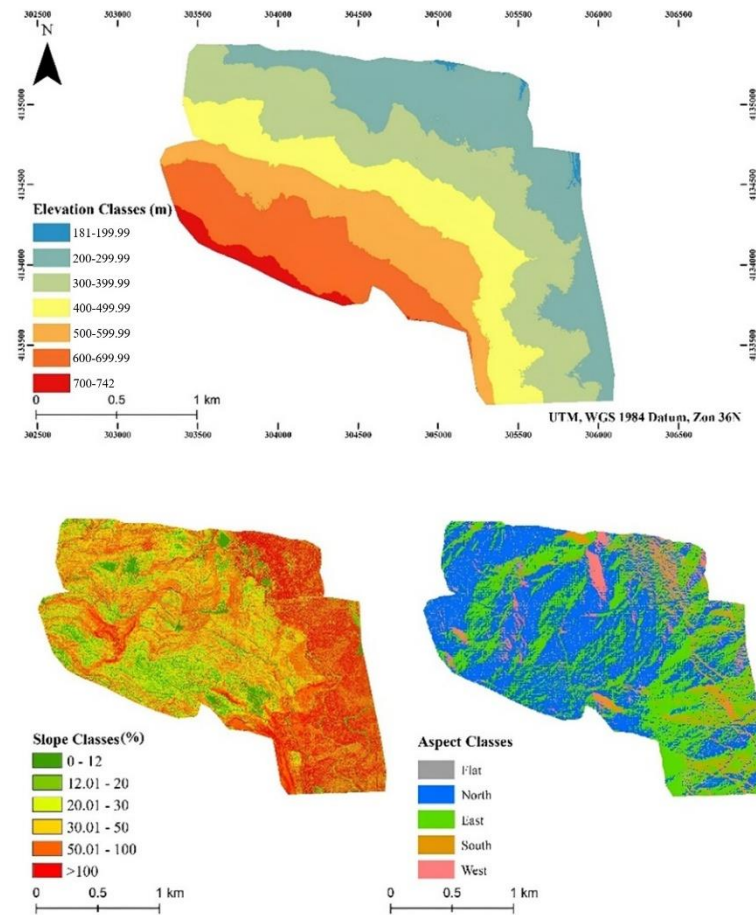 302500 303000 303500 304000 304500 305000 305500 306000 306500
N
4135000
4135000
4134500
4134500
4134000
4134000
4133500
4133500
Elevation Classes (m)
181-199.99
200-299.99
300-399.99
400-499.99
500-599.99
600-699.99
700-742
0 0.5 1 km
UTM, WGS 1984 Datum, Zon 36N
302500 303000 303500 304000 304500 305000 305500 306000 306500
Slope Classes (%)
0 - 12
12.01 - 20
20.01 - 30
30.01 - 50
50.01 - 100
>100
0 0.5 1 km
Aspect Classes
Flat
North
East
South
West
0 0.5 1 km